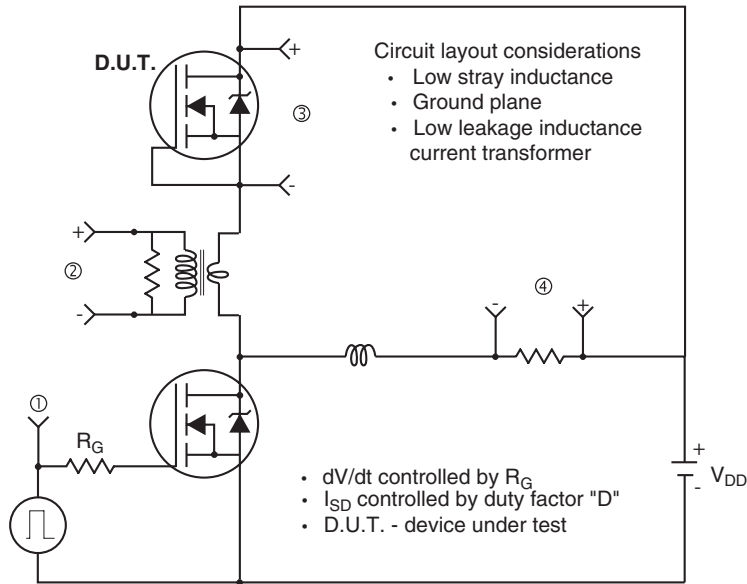 D.U.T.
+
③
-
Circuit layout considerations
• Low stray inductance
• Ground plane
• Low leakage inductance
current transformer
+
②
-
④
-
+
①
R_G
+
V_DD
-
• dV/dt controlled by R_G
• I_SD controlled by duty factor "D"
• D.U.T. - device under test